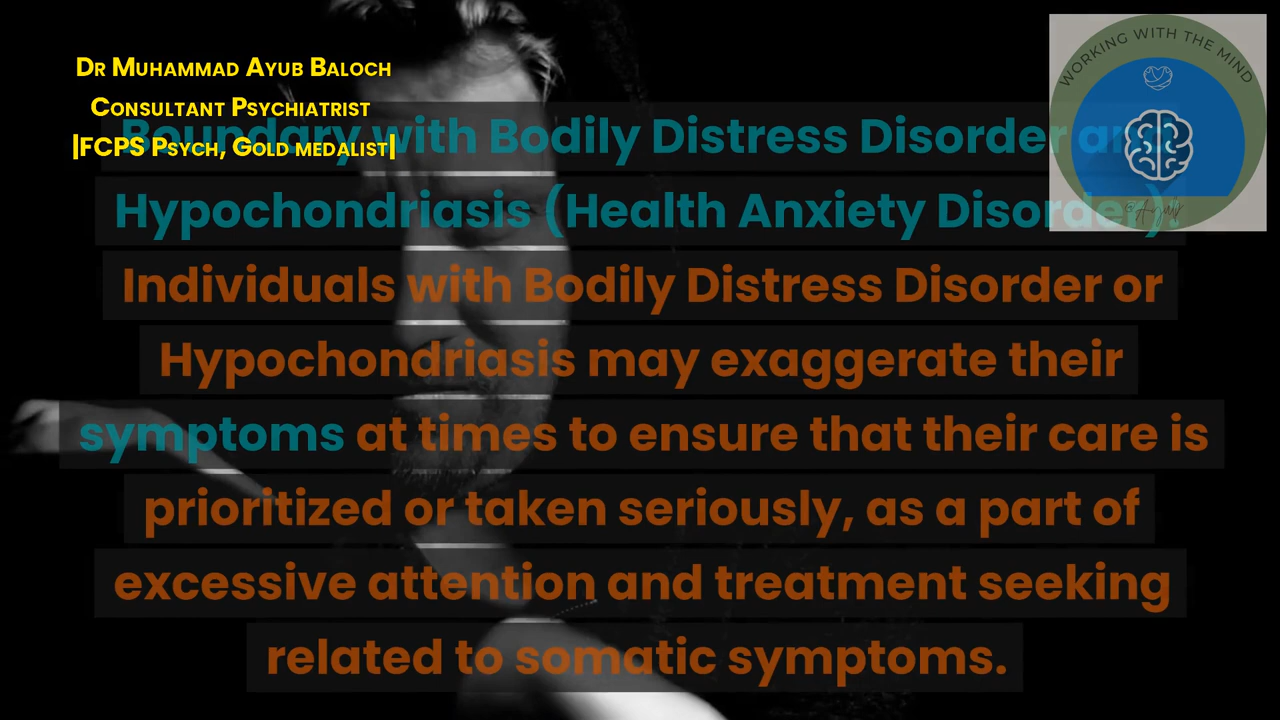 Dr Muhammad Ayub Baloch
Consultant Psychiatrist
|FCPS Psych, Gold medalist|
WORKING WITH THE MIND
Boundary with Bodily Distress Disorder and
Hypochondriasis (Health Anxiety Disorder):
Individuals with Bodily Distress Disorder or
Hypochondriasis may exaggerate their
symptoms at times to ensure that their care is
prioritized or taken seriously, as a part of
excessive attention and treatment seeking
related to somatic symptoms.